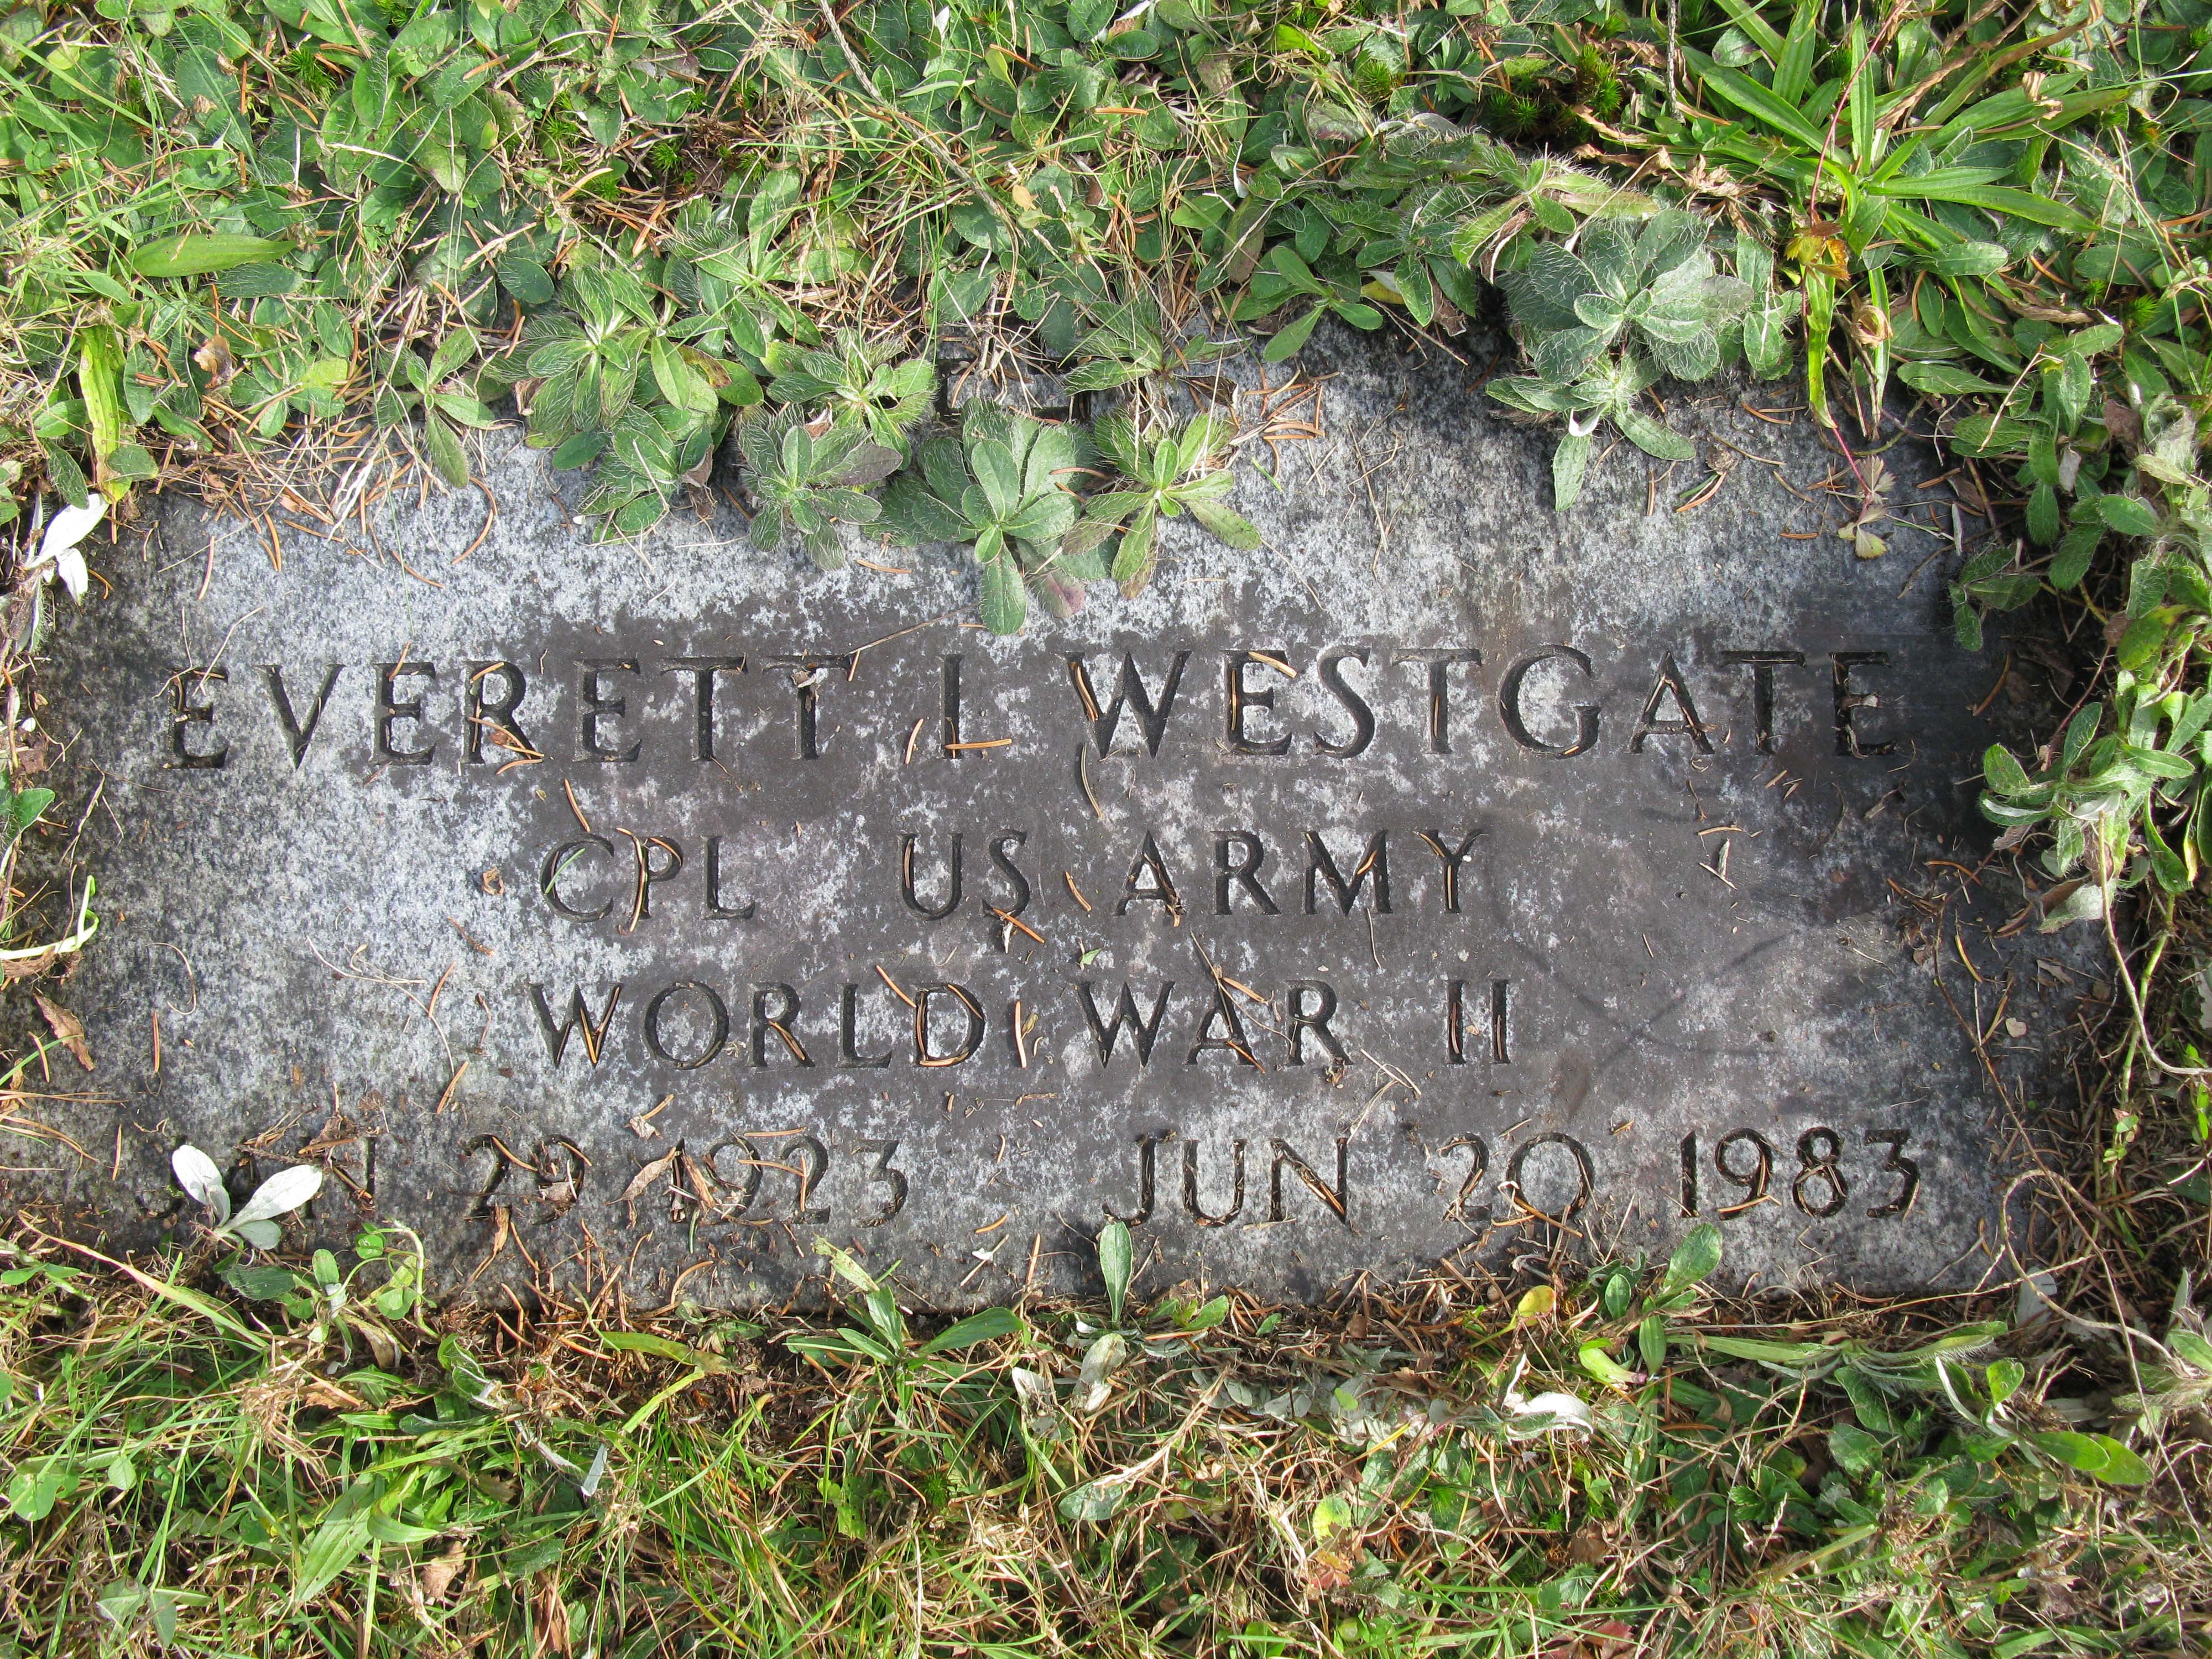 EVERETT L WESTGATE
CPL US ARMY
WORLD WAR II
29 1923 JUN 20 1983